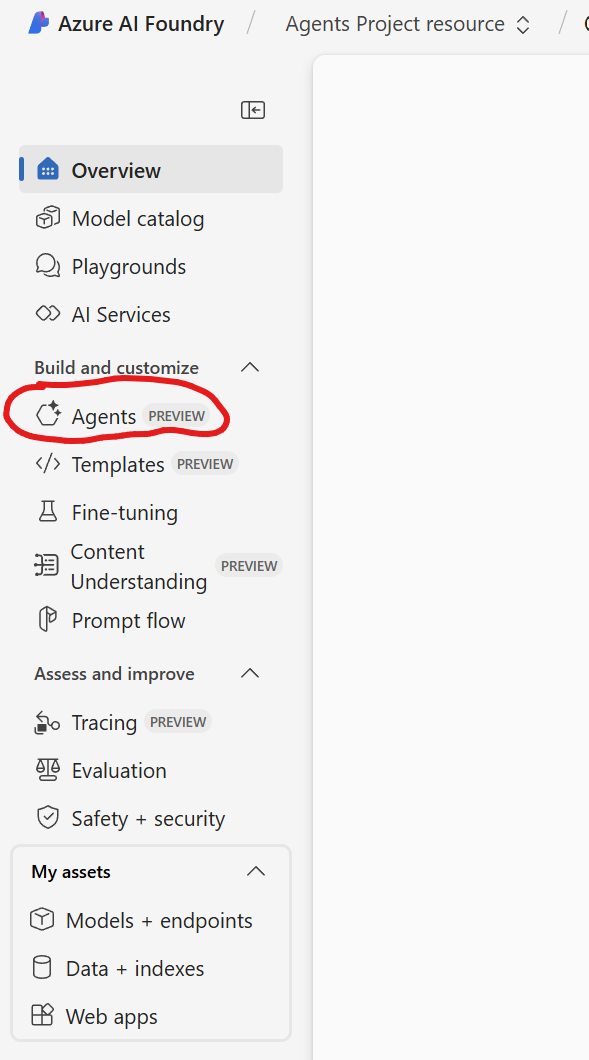 Azure AI Foundry / Agents Project resource /
Overview
Model catalog
Playgrounds
AI Services
Build and customize
Agents PREVIEW
Templates PREVIEW
Fine-tuning
Content
Understanding PREVIEW
Prompt flow
Assess and improve
Tracing PREVIEW
Evaluation
Safety + security
My assets
Models + endpoints
Data + indexes
Web apps